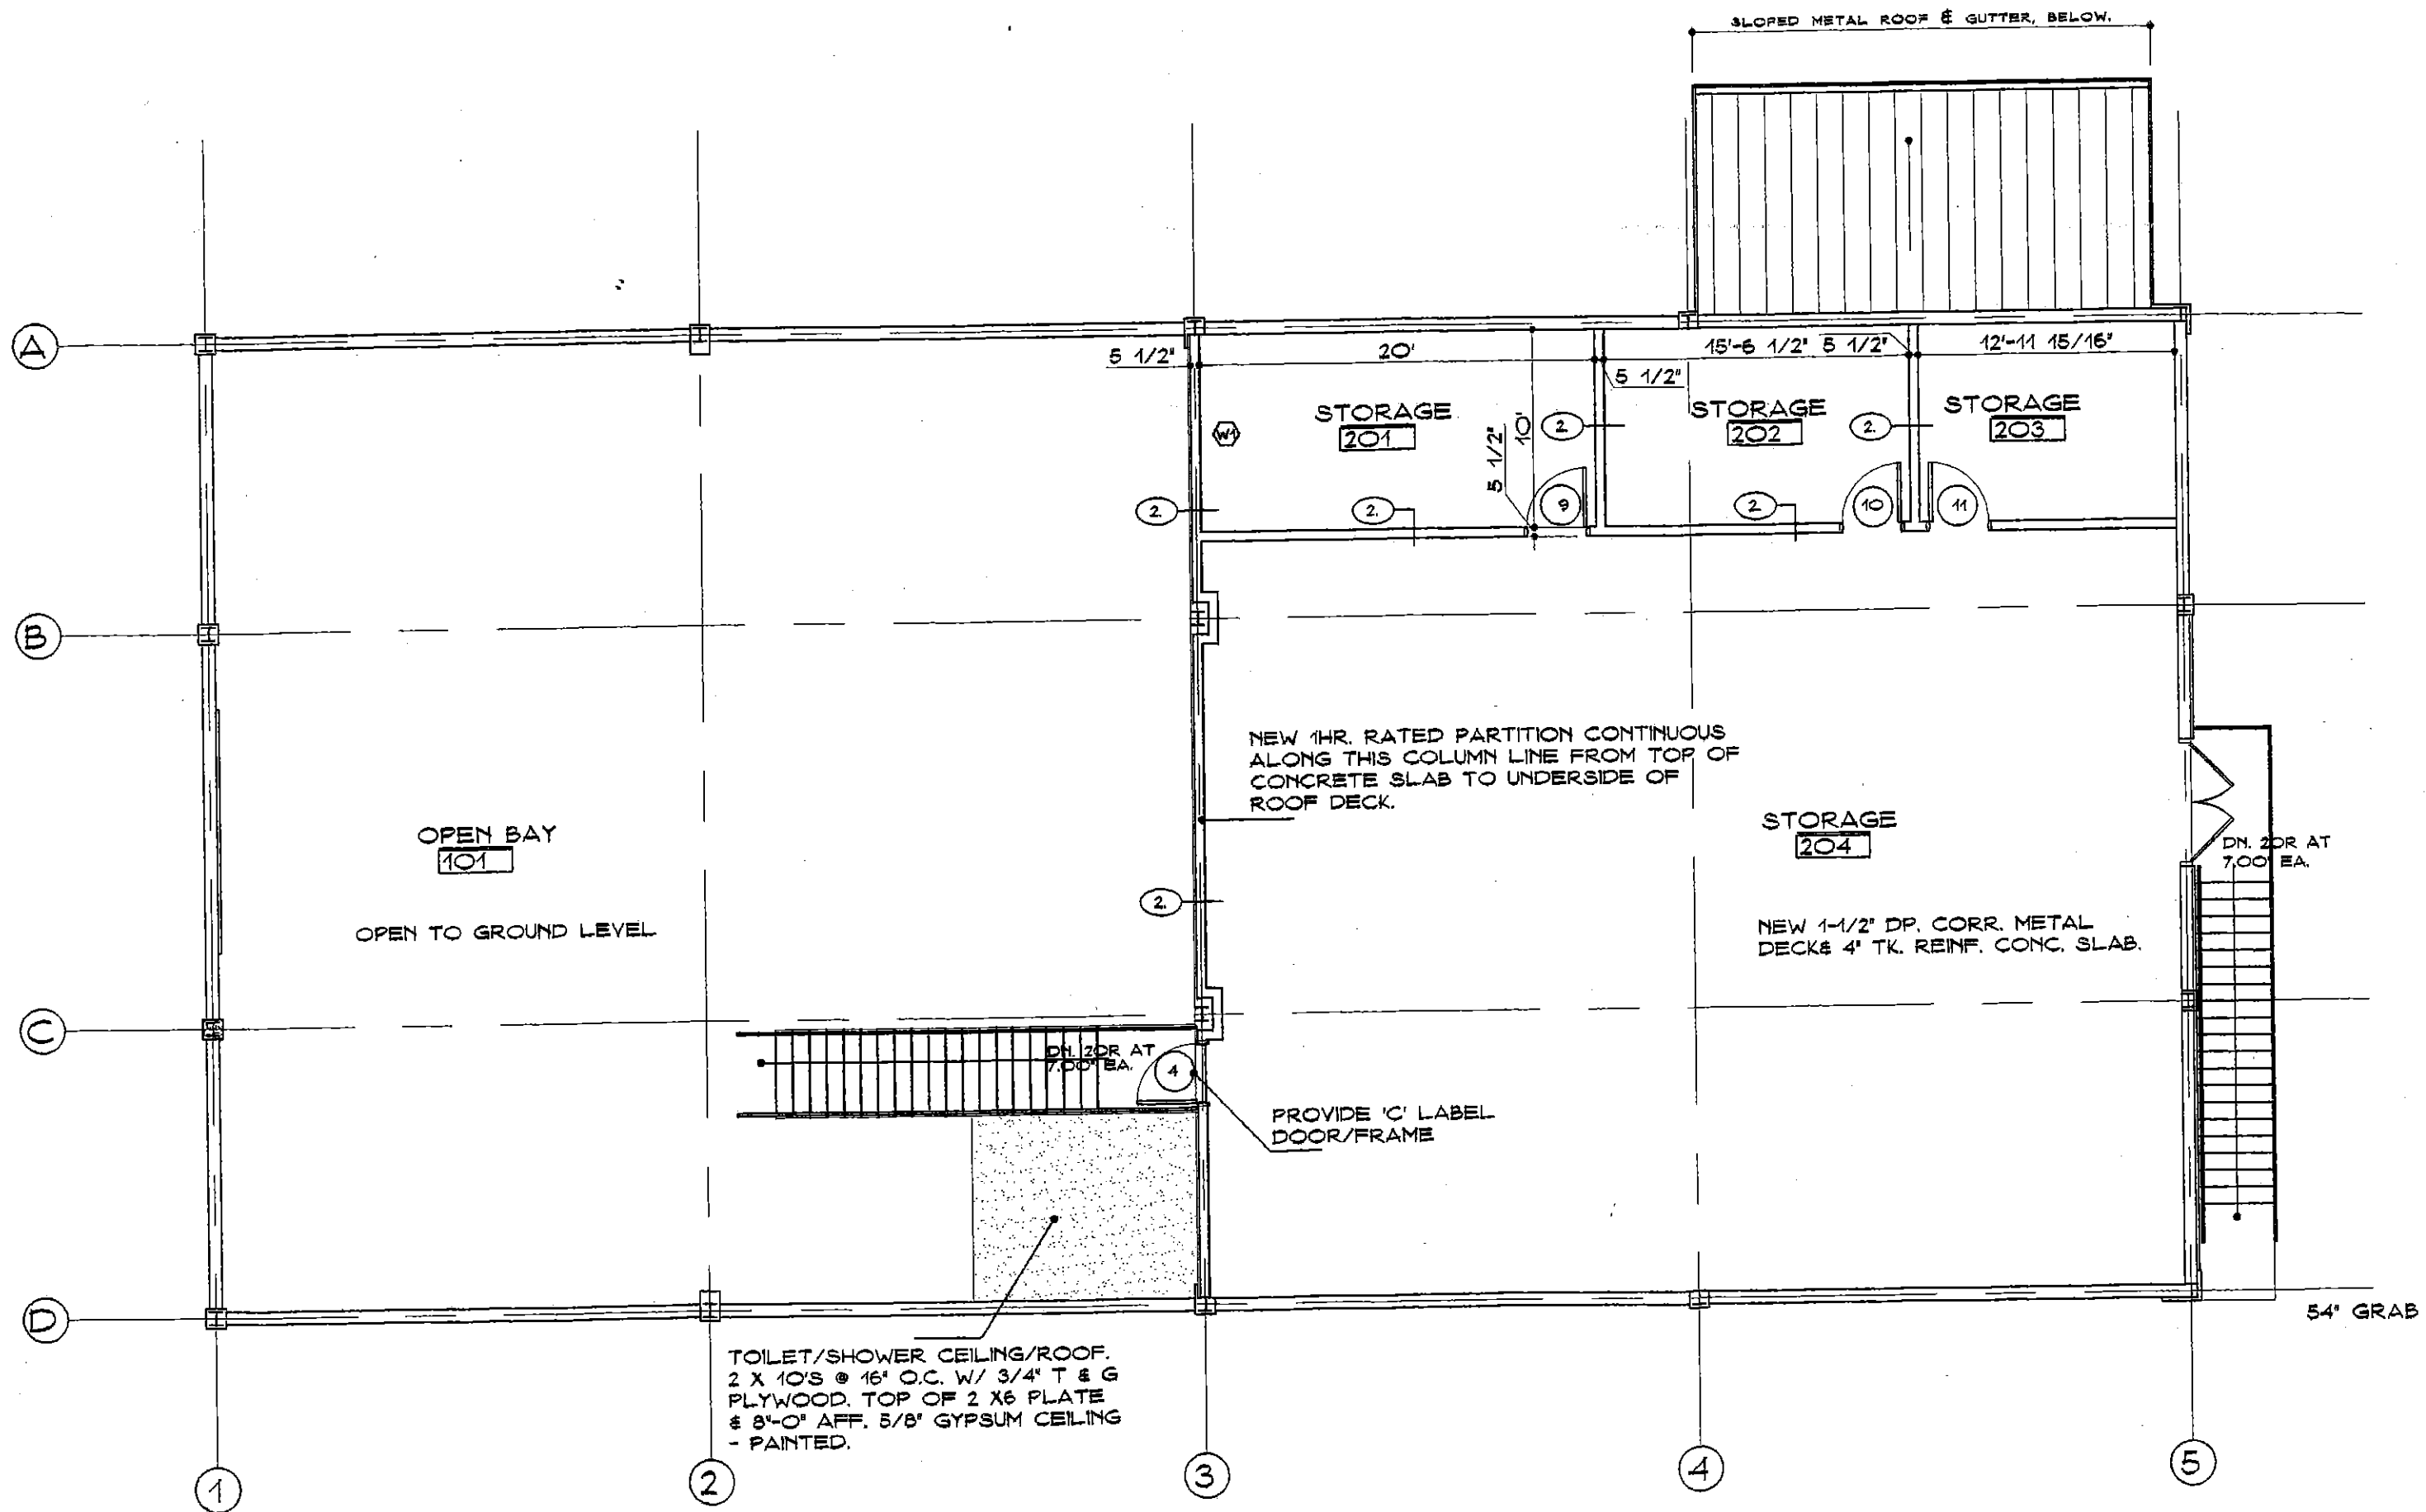 SLOPED METAL ROOF & GUTTER, BELOW.
A
5 1/2"
20'
5 1/2"
15'-6 1/2"
5 1/2"
12'-11 15/16"
STORAGE
201
STORAGE
202
STORAGE
203
W1
10'
5 1/2"
2.
2.
2.
2.
2
9
10
11
B
NEW 1HR. RATED PARTITION CONTINUOUS
ALONG THIS COLUMN LINE FROM TOP OF
CONCRETE SLAB TO UNDERSIDE OF
ROOF DECK.
OPEN BAY
101
STORAGE
204
DN. 20R AT
7.00" EA.
2.
OPEN TO GROUND LEVEL
NEW 1-1/2" DP. CORR. METAL
DECK& 4" TK. REINF. CONC. SLAB.
C
DN. 20R AT
7.00" EA.
4
PROVIDE 'C' LABEL
DOOR/FRAME
D
54" GRAB
TOILET/SHOWER CEILING/ROOF.
2 X 10'S @ 16" O.C. W/ 3/4" T & G
PLYWOOD. TOP OF 2 X6 PLATE
& 8'-0" AFF. 5/8" GYPSUM CEILING
- PAINTED.
1
2
3
4
5